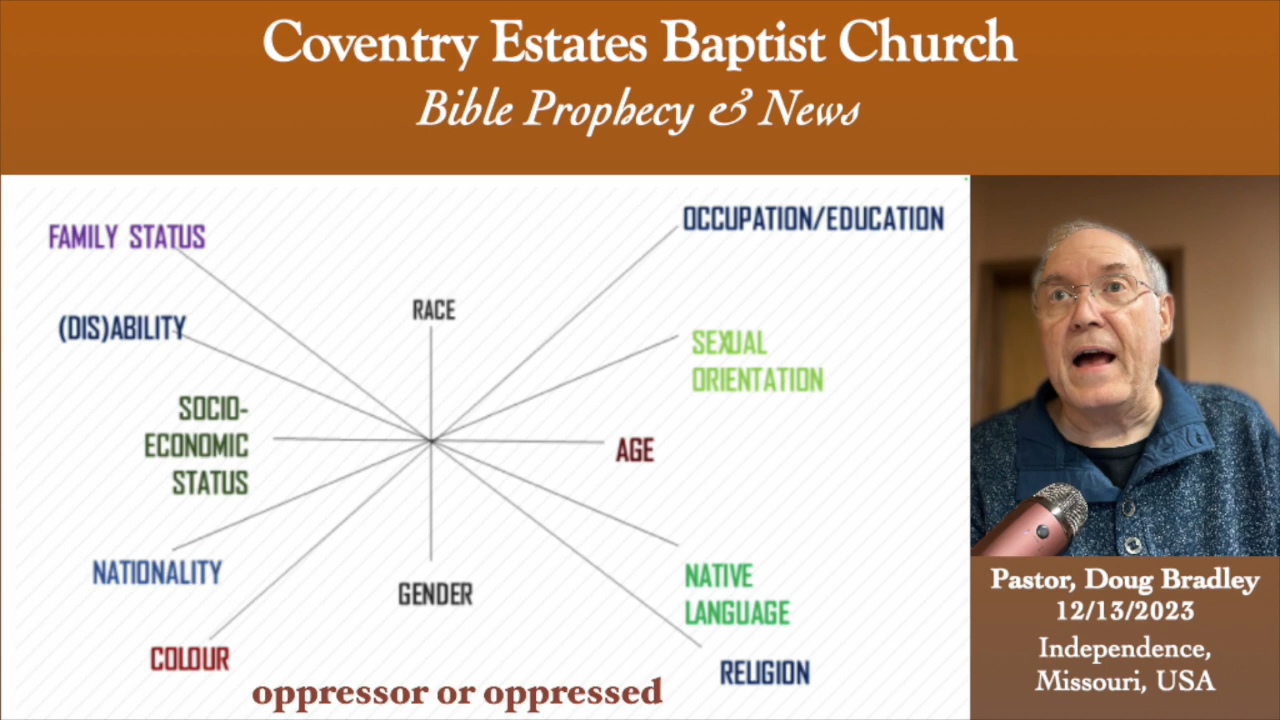 Coventry Estates Baptist Church
Bible Prophecy & News
FAMILY STATUS
OCCUPATION/EDUCATION
RACE
(DIS)ABILITY
SEXUAL
ORIENTATION
SOCIO-
ECONOMIC
STATUS
AGE
NATIONALITY
GENDER
NATIVE
LANGUAGE
COLOUR
RELIGION
oppressor or oppressed
Pastor, Doug Bradley
12/13/2023
Independence,
Missouri, USA